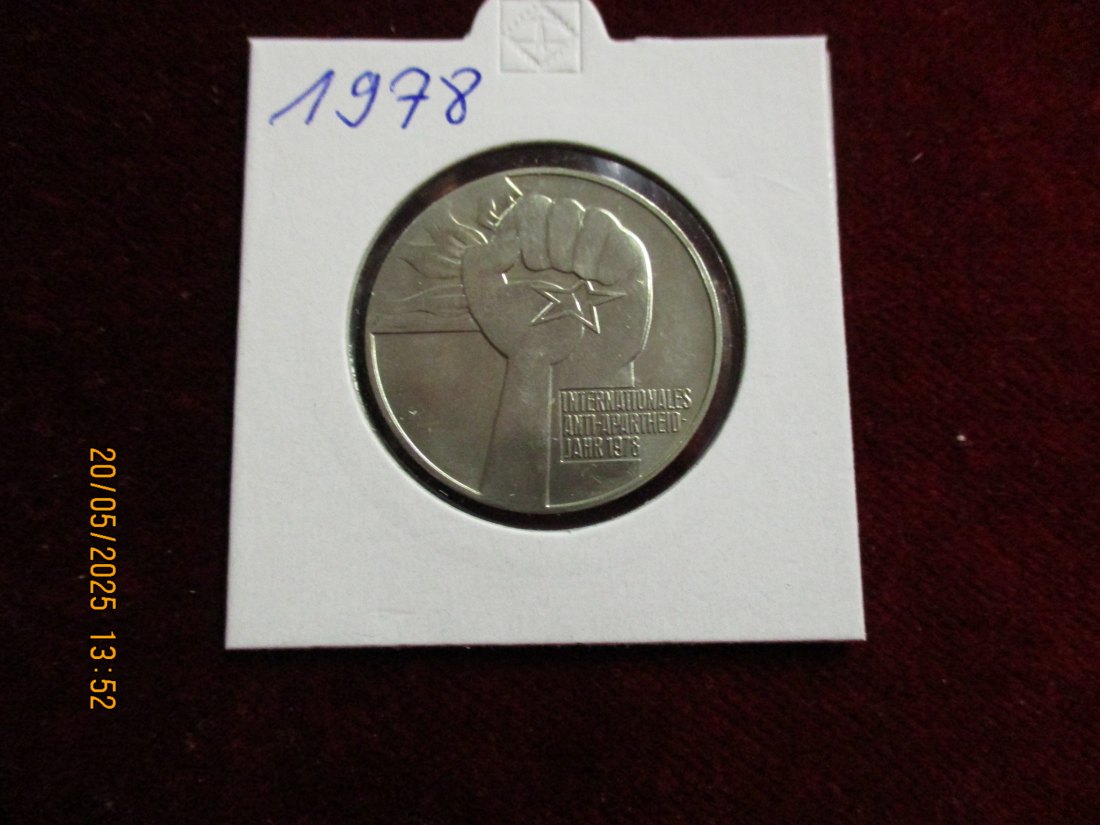 1978
INTERNATIONALES
ANTI-APARTHEID-
JAHR 1978
20/05/2025 13:52